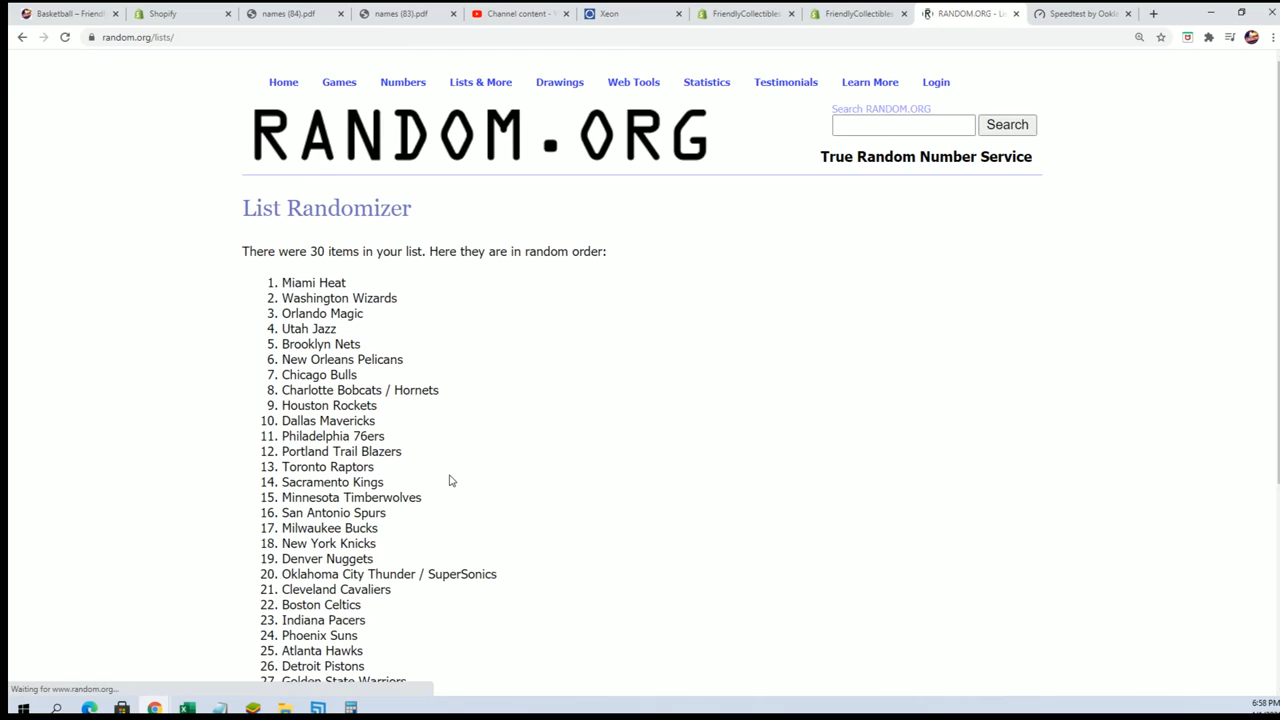 Basketball – Friend
Shopify
names (84).pdf
names (83).pdf
Channel content - Y
Xeon
FriendlyCollectibles
FriendlyCollectibles
RANDOM.ORG - Li
Speedtest by Ookla
random.org/lists/
Home Games Numbers Lists & More Drawings Web Tools Statistics Testimonials Learn More Login
RANDOM.ORG
Search RANDOM.ORG
Search
True Random Number Service
List Randomizer
There were 30 items in your list. Here they are in random order:
1. Miami Heat
2. Washington Wizards
3. Orlando Magic
4. Utah Jazz
5. Brooklyn Nets
6. New Orleans Pelicans
7. Chicago Bulls
8. Charlotte Bobcats / Hornets
9. Houston Rockets
10. Dallas Mavericks
11. Philadelphia 76ers
12. Portland Trail Blazers
13. Toronto Raptors
14. Sacramento Kings
15. Minnesota Timberwolves
16. San Antonio Spurs
17. Milwaukee Bucks
18. New York Knicks
19. Denver Nuggets
20. Oklahoma City Thunder / SuperSonics
21. Cleveland Cavaliers
22. Boston Celtics
23. Indiana Pacers
24. Phoenix Suns
25. Atlanta Hawks
26. Detroit Pistons
27. Golden State Warriors
Waiting for www.random.org...
6:58 PM